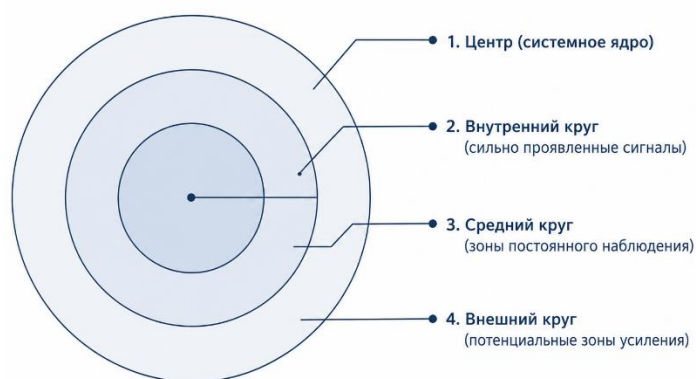 1. Центр (системное ядро)
2. Внутренний круг
(сильно проявленные сигналы)
3. Средний круг
(зоны постоянного наблюдения)
4. Внешний круг
(потенциальные зоны усиления)